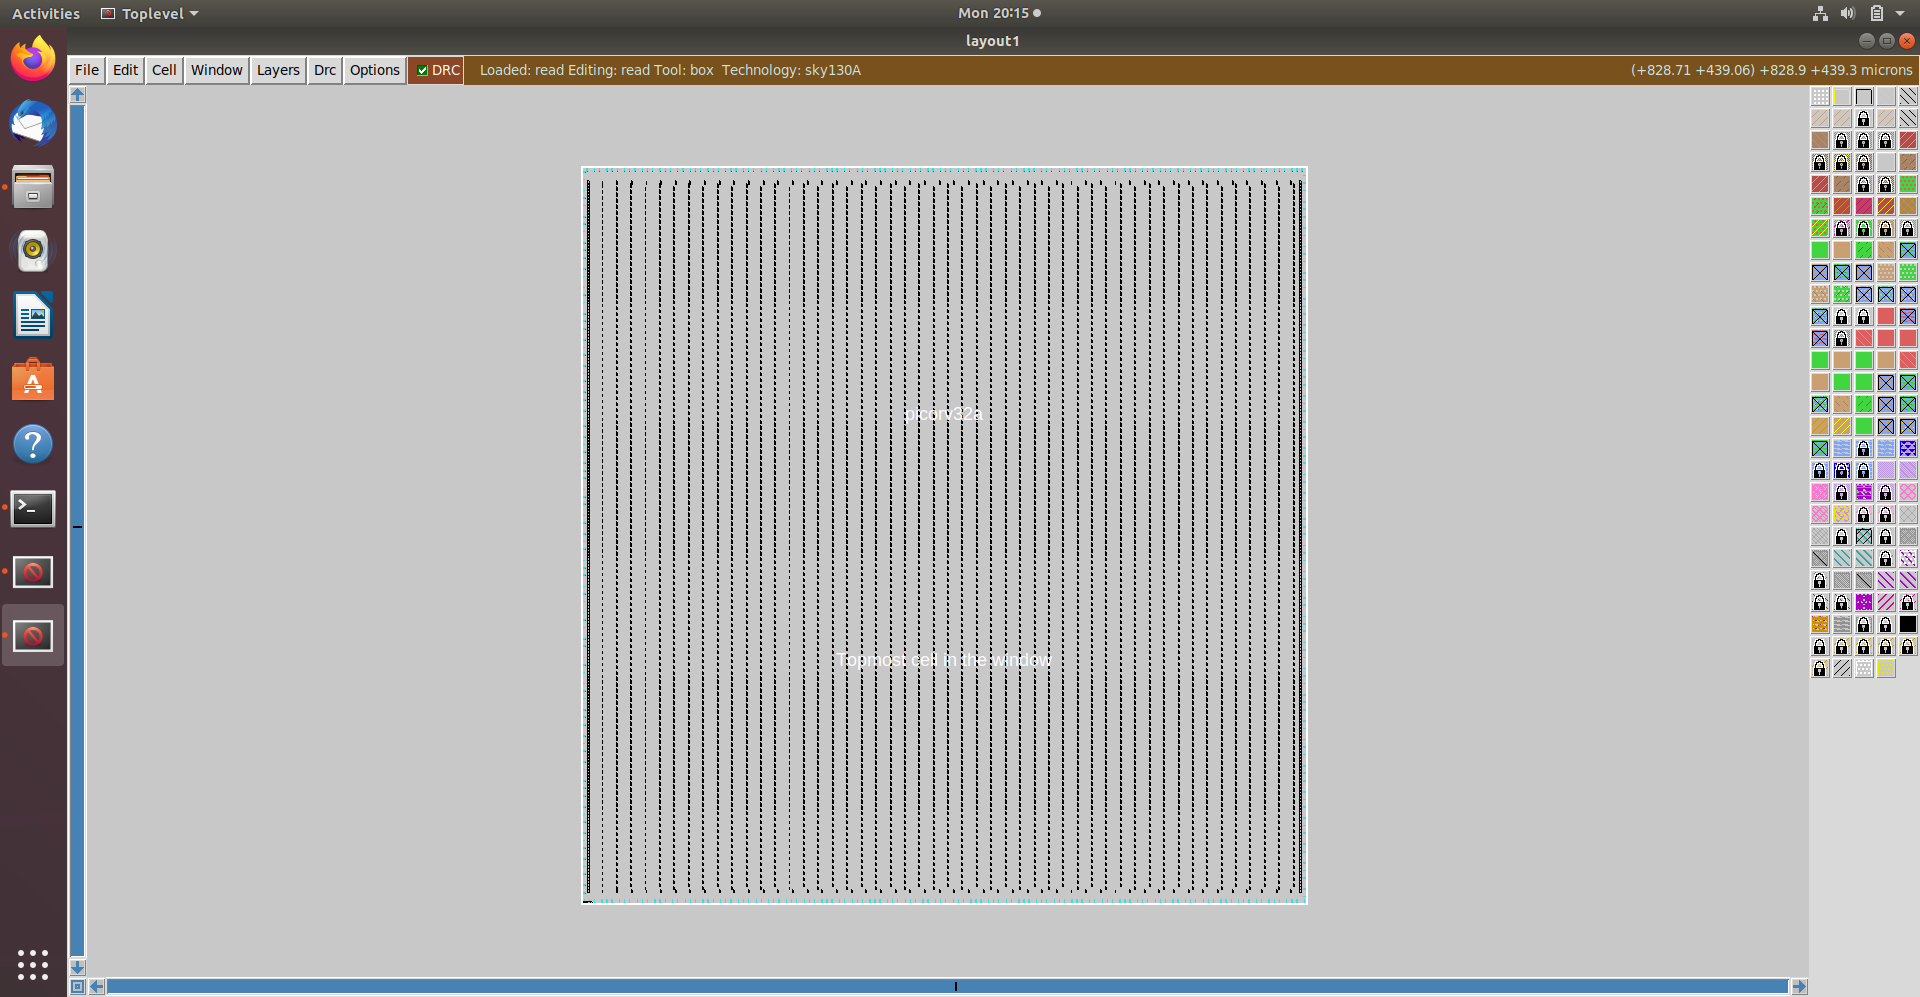 Activities
Toplevel
Mon 20:15
layout1
File
Edit
Cell
Window
Layers
Drc
Options
DRC
Loaded: read Editing: read Tool: box Technology: sky130A
(+828.71 +439.06) +828.9 +439.3 microns
picorv32a
Topmost cell in the window